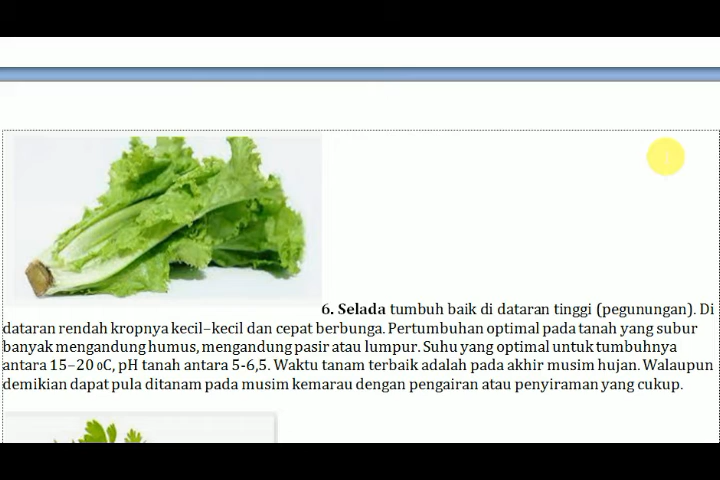 6. Selada tumbuh baik di dataran tinggi (pegunungan). Di
dataran rendah kropnya kecil–kecil dan cepat berbunga. Pertumbuhan optimal pada tanah yang subur
banyak mengandung humus, mengandung pasir atau lumpur. Suhu yang optimal untuk tumbuhnya
antara 15–20 oC, pH tanah antara 5-6,5. Waktu tanam terbaik adalah pada akhir musim hujan. Walaupun
demikian dapat pula ditanam pada musim kemarau dengan pengairan atau penyiraman yang cukup.